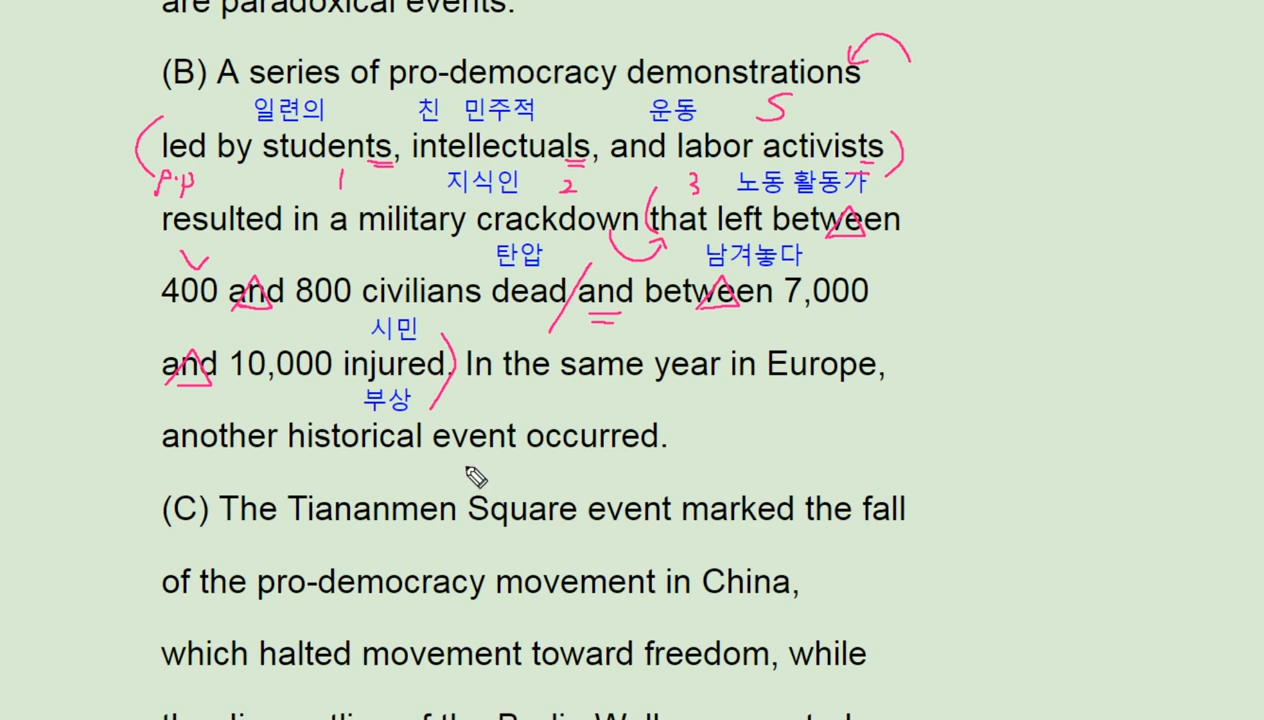 are paradoxical events.
(B) A series of pro-democracy demonstrations
일련의 친 민주적 운동 S
led by students, intellectuals, and labor activists
P.P 1 지식인 2 3 노동 활동가
resulted in a military crackdown that left between
탄압 남겨놓다
400 and 800 civilians dead and between 7,000
시민
and 10,000 injured. In the same year in Europe,
부상
another historical event occurred.
(C) The Tiananmen Square event marked the fall
of the pro-democracy movement in China,
which halted movement toward freedom, while